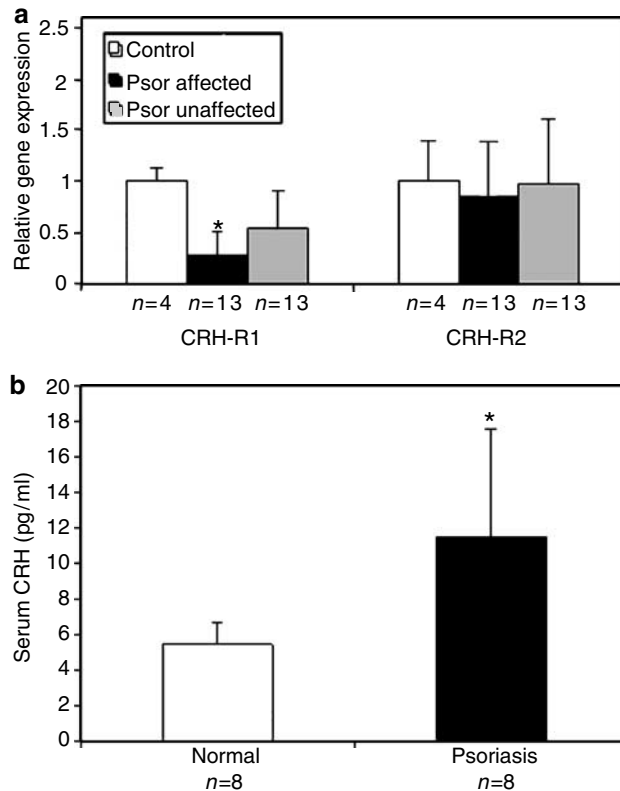 a
Relative gene expression
2.5
2
1.5
1
0.5
0
Control
Psor affected
Psor unaffected
*
n=4 n=13 n=13 n=4 n=13 n=13
CRH-R1 CRH-R2
b
Serum CRH (pg/ml)
20
18
16
14
12
10
8
6
4
2
0
*
Normal Psoriasis
n=8 n=8